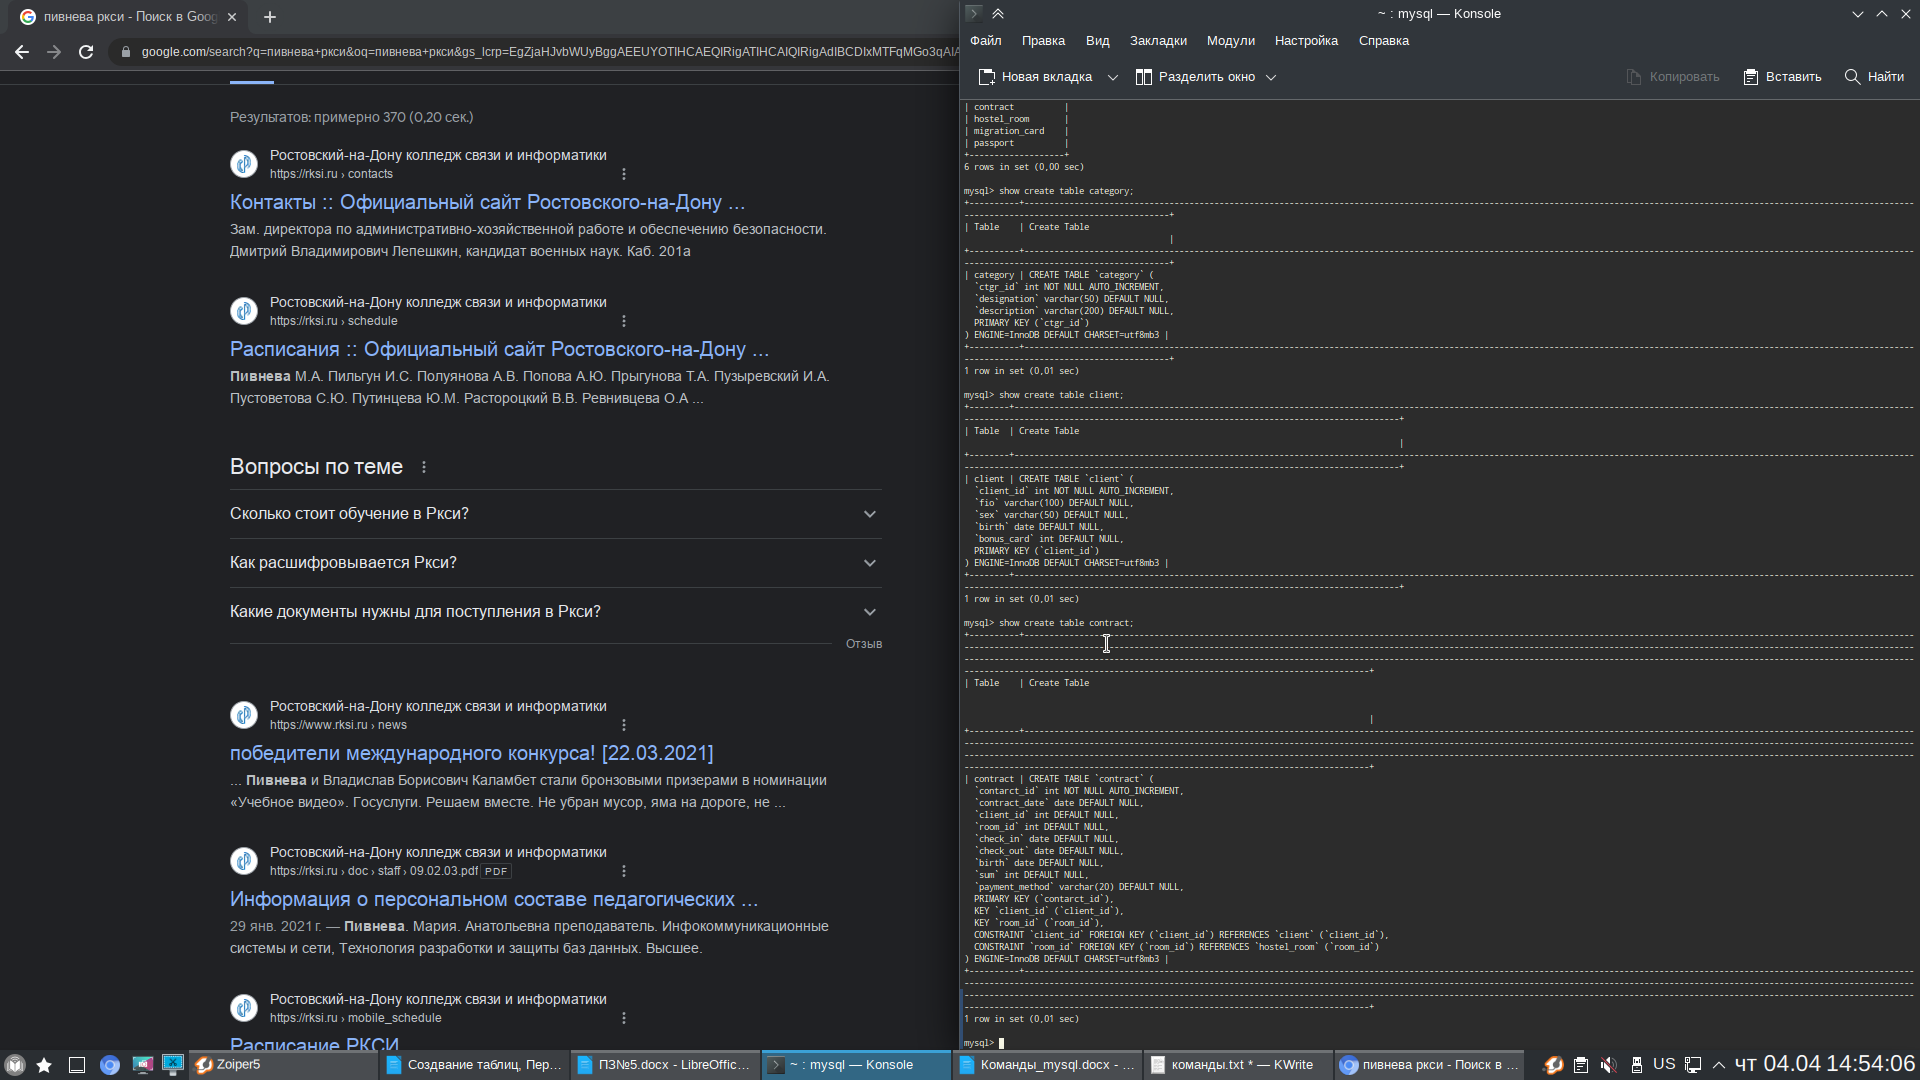 пивнева ркси - Поиск в Goog
google.com/search?q=пивнева+ркси&oq=пивнева+ркси&gs_lcrp=
Результатов: примерно 370 (0,20 сек.)
Ростовский-на-Дону колледж связи и информатики
https://rksi.ru › contacts
Контакты :: Официальный сайт Ростовского-на-Дону ...
Зам. директора по административно-хозяйственной работе и обеспечению безопасности.
Дмитрий Владимирович Лепешкин, кандидат военных наук. Каб. 201а
Ростовский-на-Дону колледж связи и информатики
https://rksi.ru › schedule
Расписания :: Официальный сайт Ростовского-на-Дону ...
Пивнева М.А. Пильгун И.С. Полуянова А.В. Попова А.Ю. Прыгунова Т.А. Пузыревский И.А.
Пустоветова С.Ю. Путинцева Ю.М. Растороцкий В.В. Ревнивцева О.А ...
Вопросы по теме
Сколько стоит обучение в Ркси?
Как расшифровывается Ркси?
Какие документы нужны для поступления в Ркси?
Отзыв
Ростовский-на-Дону колледж связи и информатики
https://www.rksi.ru › news
победители международного конкурса! [22.03.2021]
... Пивнева и Владислав Борисович Каламбет стали бронзовыми призерами в номинации
«Учебное видео». Госуслуги. Решаем вместе. Не убран мусор, яма на дороге, не ...
Ростовский-на-Дону колледж связи и информатики
https://rksi.ru › doc › staff › 09.02.03.pdf PDF
Информация о персональном составе педагогических ...
29 янв. 2021 г. — Пивнева. Мария. Анатольевна преподаватель. Инфокоммуникационные
системы и сети, Технология разработки и защиты баз данных. Высшее.
Ростовский-на-Дону колледж связи и информатики
https://rksi.ru › mobile_schedule
Расписание РКСИ
~ : mysql — Konsole
Файл Правка Вид Закладки Модули Настройка Справка
Новая вкладка Разделить окно Копировать Вставить Найти
| contract |
| hostel_room |
| migration_card |
| passport |
+------------------+
6 rows in set (0,00 sec)
mysql> show create table category;
| Table | Create Table
|
| category | CREATE TABLE `category` (
`ctgr_id` int NOT NULL AUTO_INCREMENT,
`designation` varchar(50) DEFAULT NULL,
`description` varchar(200) DEFAULT NULL,
PRIMARY KEY (`ctgr_id`)
) ENGINE=InnoDB DEFAULT CHARSET=utf8mb3 |
1 row in set (0,01 sec)
mysql> show create table client;
| Table | Create Table
|
| client | CREATE TABLE `client` (
`client_id` int NOT NULL AUTO_INCREMENT,
`fio` varchar(100) DEFAULT NULL,
`sex` varchar(50) DEFAULT NULL,
`birth` date DEFAULT NULL,
`bonus_card` int DEFAULT NULL,
PRIMARY KEY (`client_id`)
) ENGINE=InnoDB DEFAULT CHARSET=utf8mb3 |
1 row in set (0,01 sec)
mysql> show create table contract;
| Table | Create Table
|
| contract | CREATE TABLE `contract` (
`contarct_id` int NOT NULL AUTO_INCREMENT,
`contract_date` date DEFAULT NULL,
`client_id` int DEFAULT NULL,
`room_id` int DEFAULT NULL,
`check_in` date DEFAULT NULL,
`check_out` date DEFAULT NULL,
`birth` date DEFAULT NULL,
`sum` int DEFAULT NULL,
`payment_method` varchar(20) DEFAULT NULL,
PRIMARY KEY (`contarct_id`),
KEY `client_id` (`client_id`),
KEY `room_id` (`room_id`),
CONSTRAINT `client_id` FOREIGN KEY (`client_id`) REFERENCES `client` (`client_id`),
CONSTRAINT `room_id` FOREIGN KEY (`room_id`) REFERENCES `hostel_room` (`room_id`)
) ENGINE=InnoDB DEFAULT CHARSET=utf8mb3 |
1 row in set (0,01 sec)
mysql>
Zoiper5 Создание таблиц, Пер... ПЗ№5.docx - LibreOffic... ~ : mysql — Konsole Команды_mysql.docx - ... команды.txt * — KWrite пивнева ркси - Поиск в ... US чт 04.04 14:54:06